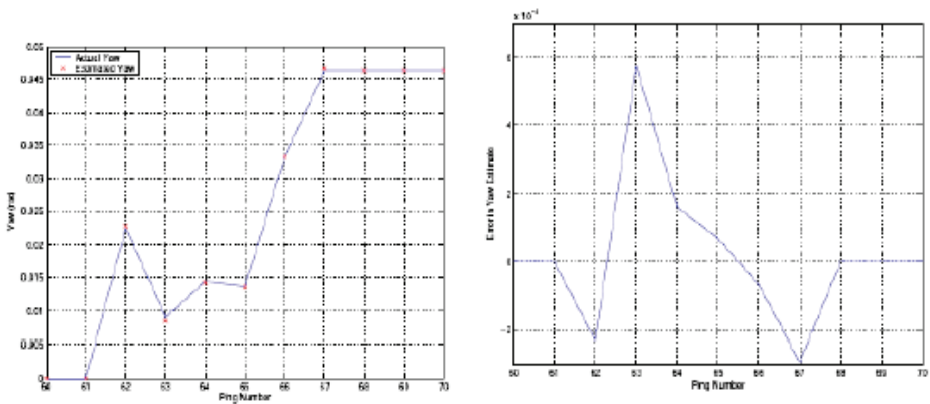 Actual Yaw
Estimated Yaw
0.05
0.045
0.04
0.035
0.03
0.025
0.02
0.015
0.01
0.005
0
Yaw (rad)
60 61 62 63 64 65 66 67 68 69 70
Ping Number
6
4
2
0
-2
Error in Yaw Estimate
60 61 62 63 64 65 66 67 68 69 70
Ping Number